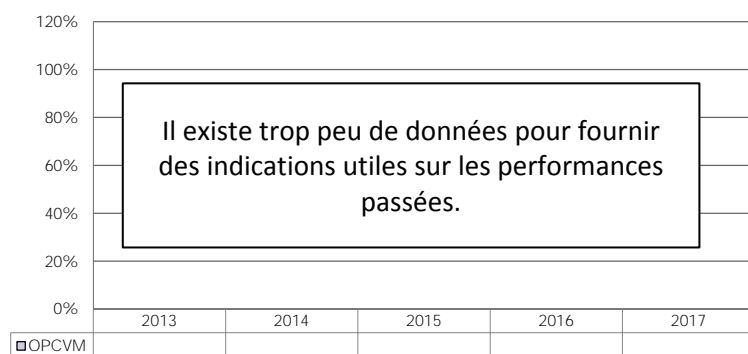 120%
100%
80%
60%
40%
20%
0%
Il existe trop peu de données pour fournir
des indications utiles sur les performances
passées.
2013 2014 2015 2016 2017
OPCVM